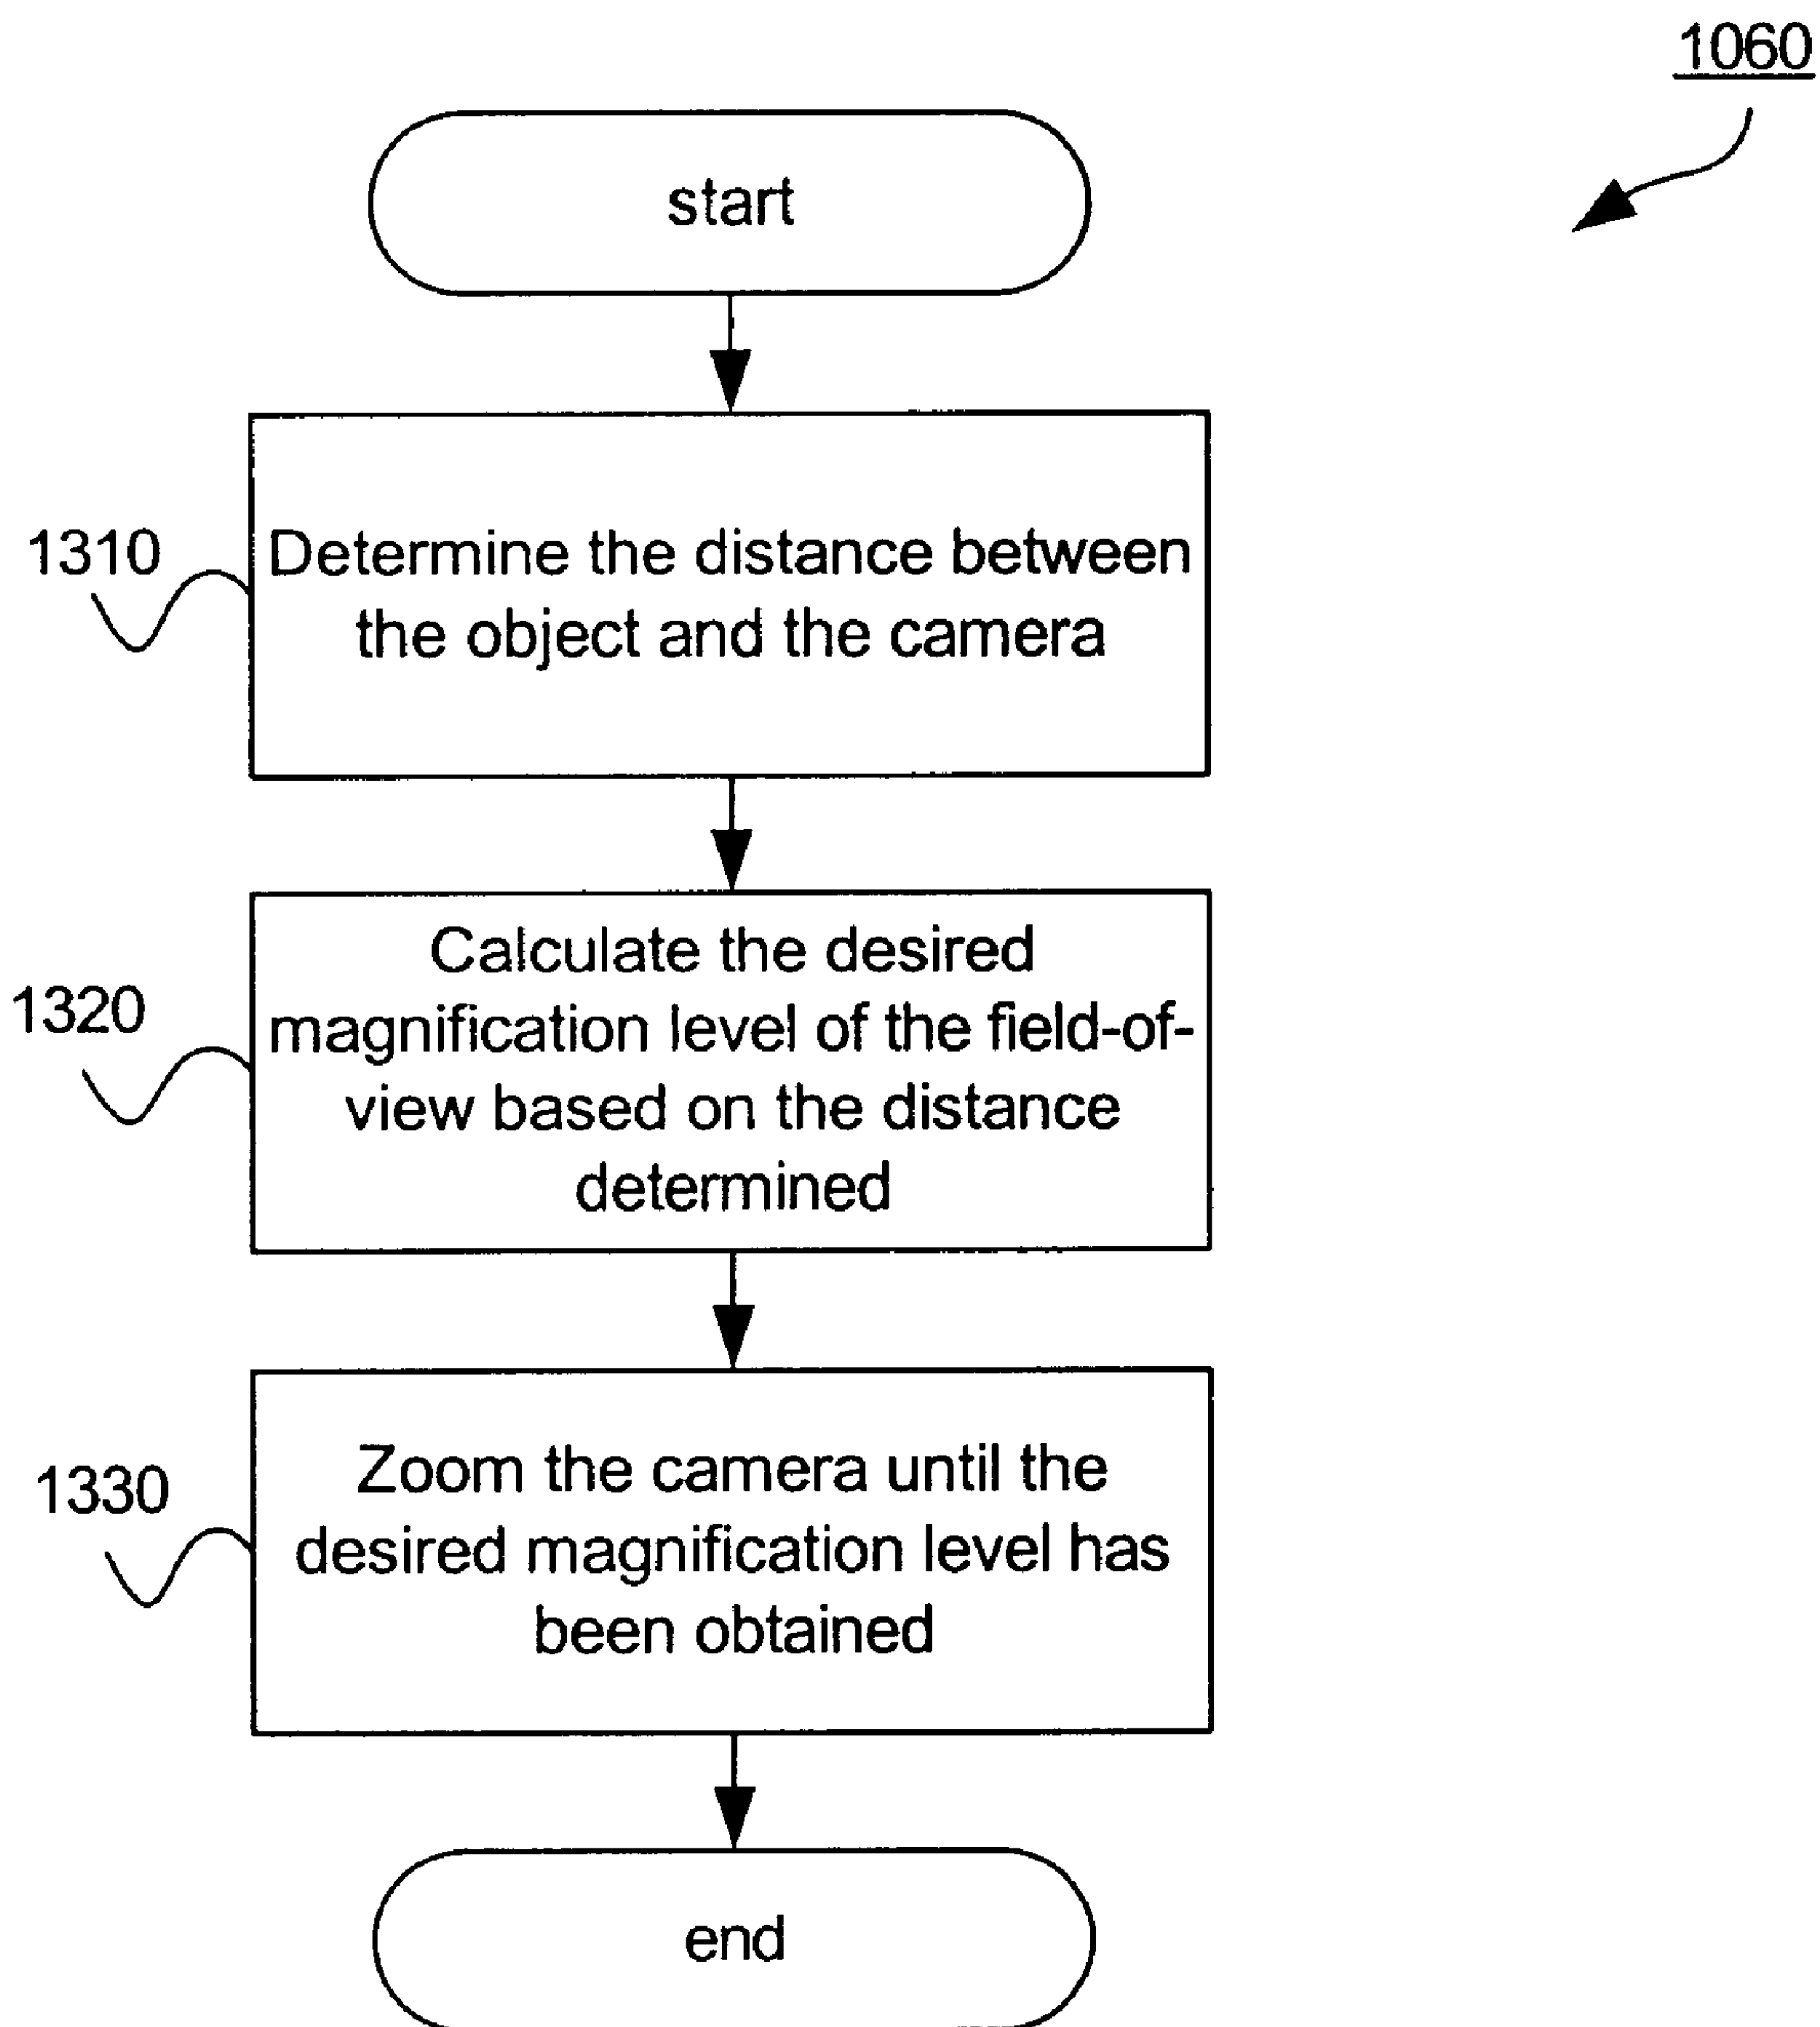 1060
start
1310
Determine the distance between
the object and the camera
1320
Calculate the desired
magnification level of the field-of-
view based on the distance
determined
1330
Zoom the camera until the
desired magnification level has
been obtained
end